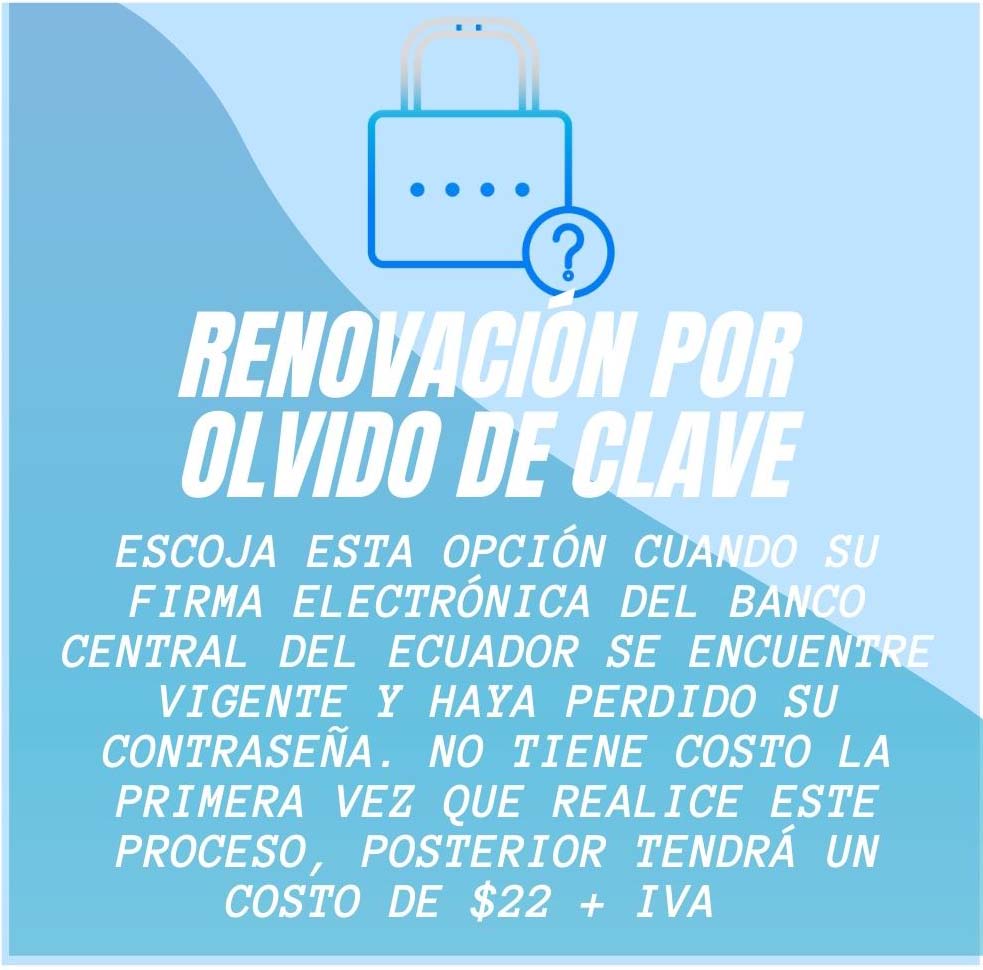 ?
RENOVACIÓN POR
OLVIDO DE CLAVE
ESCOJA ESTA OPCIÓN CUANDO SU
FIRMA ELECTRÓNICA DEL BANCO
CENTRAL DEL ECUADOR SE ENCUENTRE
VIGENTE Y HAYA PERDIDO SU
CONTRASEÑA. NO TIENE COSTO LA
PRIMERA VEZ QUE REALICE ESTE
PROCESO, POSTERIOR TENDRÁ UN
COSTO DE $22 + IVA